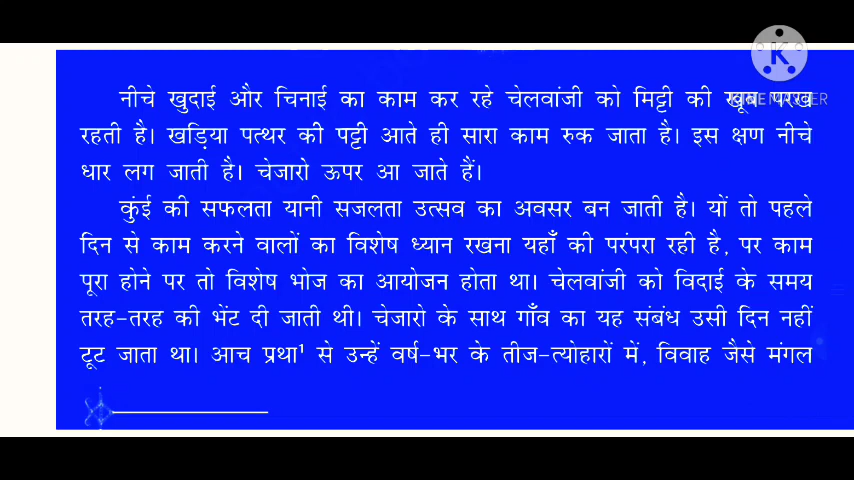 नीचे खुदाई और चिनाई का काम कर रहे चेलवांजी को मिट्टी की खूब परख
रहती है। खड़िया पत्थर की पट्टी आते ही सारा काम रुक जाता है। इस क्षण नीचे
धार लग जाती है। चेजारो ऊपर आ जाते हैं।
कुंई की सफलता यानी सजलता उत्सव का अवसर बन जाती है। यों तो पहले
दिन से काम करने वालों का विशेष ध्यान रखना यहाँ की परंपरा रही है, पर काम
पूरा होने पर तो विशेष भोज का आयोजन होता था। चेलवांजी को विदाई के समय
तरह-तरह की भेंट दी जाती थी। चेजारो के साथ गाँव का यह संबंध उसी दिन नहीं
टूट जाता था। आच प्रथा¹ से उन्हें वर्ष-भर के तीज-त्योहारों में, विवाह जैसे मंगल
K
KINEMASTER